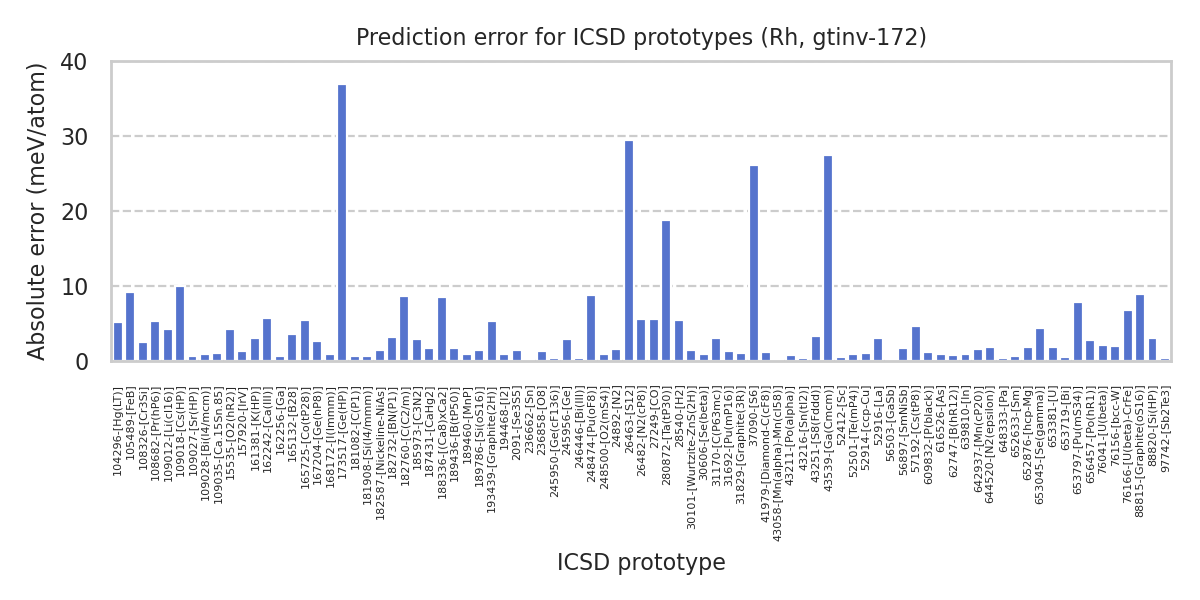 Prediction error for ICSD prototypes (Rh, gtinv-172)
Absolute error (meV/atom)
40
30
20
10
0
104296-[Hg(LT)]
105489-[FeB]
108326-[Cr3Si]
108682-[Pr(hP6)]
109012-[Li(cI16)]
109018-[Cs(HP)]
109027-[Sr(HP)]
109028-[Bi(I4/mcm)]
109035-[Ca.15Sn.85]
15535-[O2(hR2)]
157920-[IrV]
161381-[K(HP)]
162242-[Ca(III)]
162256-[Ga]
165132-[B28]
165725-[Co(tP28)]
167204-[Ge(hP8)]
168172-[I(Immm)]
173517-[Ge(HP)]
181082-[C(P1)]
181908-[Si(I4/mmm)]
182587-[Nickeline-NiAs]
182732-[BN(P1)]
182760-[C(C2/m)]
185973-[C3N2]
187431-[CaHg2]
188336-[(Ca8)xCa2]
189436-[B(tP50)]
189460-[MnP]
189786-[Si(oS16)]
193439-[Graphite(2H)]
194468-[I2]
2091-[Se3S5]
236662-[Sn]
236858-[O8]
245950-[Ge(cF136)]
245956-[Ge]
246446-[Bi(III)]
248474-[Pu(oF8)]
248500-[O2(mS4)]
24892-[N2]
26463-[S12]
26482-[N2(cP8)]
27249-[CO]
280872-[Ta(tP30)]
28540-[H2]
30101-[Wurtzite-ZnS(2H)]
30606-[Se(beta)]
31170-[C(P63mc)]
31692-[Pu(mP16)]
31829-[Graphite(3R)]
37090-[S6]
41979-[Diamond-C(cF8)]
43058-[Mn(alpha)-Mn(cI58)]
43211-[Po(alpha)]
43216-[Sn(tI2)]
43251-[S8(Fddd)]
43539-[Ga(Cmcm)]
52412-[Sc]
52501-[Te(mP4)]
52914-[ccp-Cu]
52916-[La]
56503-[GaSb]
56897-[SmNiSb]
57192-[Cs(tP8)]
609832-[P(black)]
616526-[As]
62747-[B(hR12)]
639810-[In]
642937-[Mn(cP20)]
644520-[N2(epsilon)]
648333-[Pa]
652633-[Sm]
652876-[hcp-Mg]
653045-[Se(gamma)]
653381-[U]
653719-[Bi]
653797-[Pu(mS34)]
656457-[Po(hR1)]
76041-[U(beta)]
76156-[bcc-W]
76166-[U(beta)-CrFe]
88815-[Graphite(oS16)]
88820-[Si(HP)]
97742-[Sb2Te3]
ICSD prototype